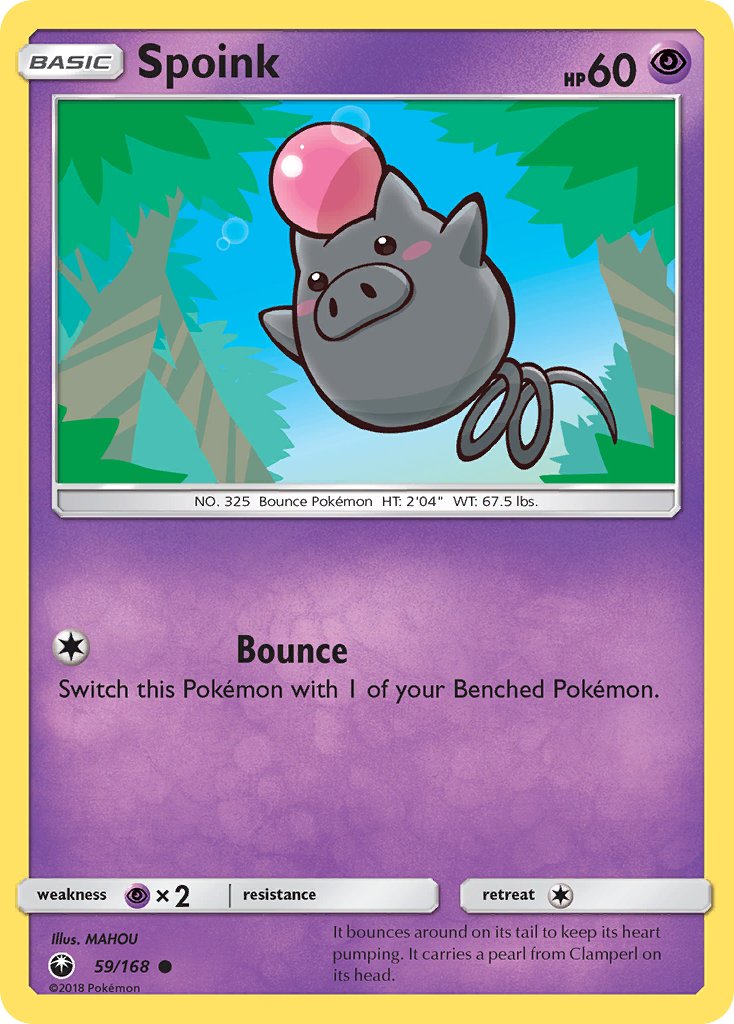 BASIC Spoink HP60
NO. 325 Bounce Pokémon HT: 2'04" WT: 67.5 lbs.
Bounce
Switch this Pokémon with 1 of your Benched Pokémon.
weakness ×2 resistance retreat
Illus. MAHOU
59/168
©2018 Pokémon
It bounces around on its tail to keep its heart
pumping. It carries a pearl from Clamperl on
its head.